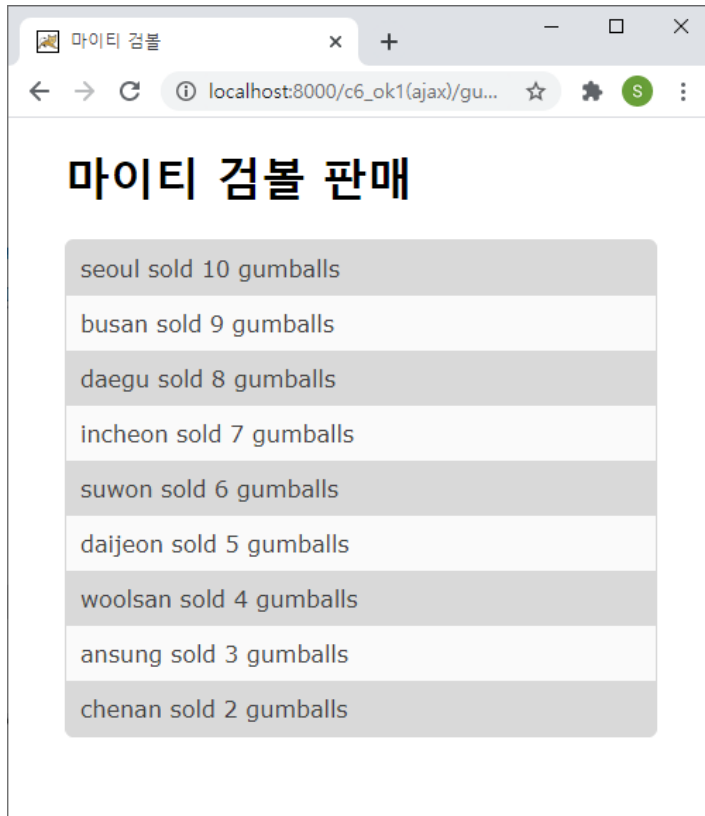 마이티 검볼
localhost:8000/c6_ok1(ajax)/gu...
S
마이티 검볼 판매
seoul sold 10 gumballs
busan sold 9 gumballs
daegu sold 8 gumballs
incheon sold 7 gumballs
suwon sold 6 gumballs
daijeon sold 5 gumballs
woolsan sold 4 gumballs
ansung sold 3 gumballs
chenan sold 2 gumballs